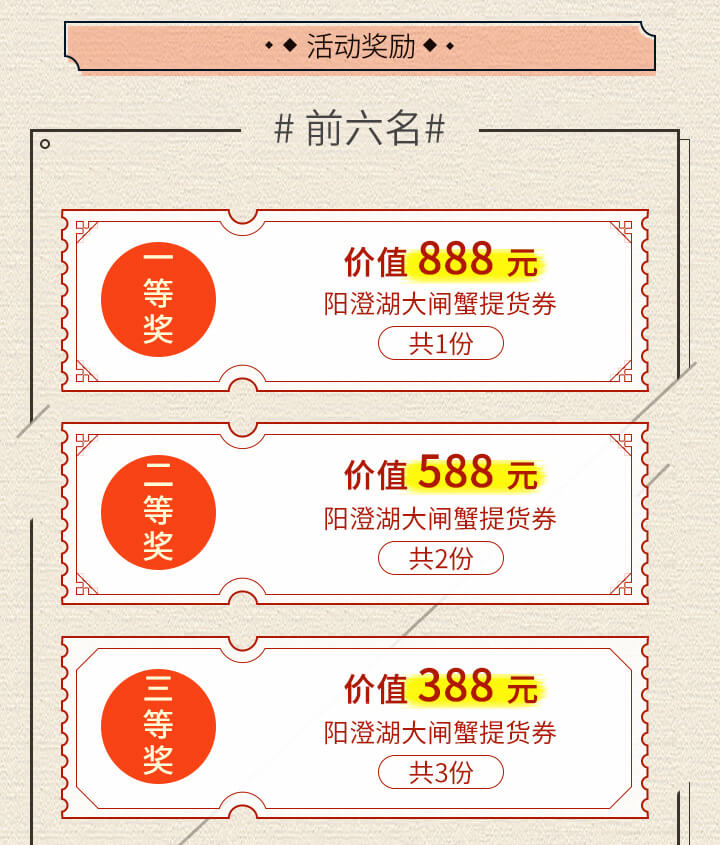 活动奖励
# 前六名#
一等奖
价值 888 元
阳澄湖大闸蟹提货券
共1份
二等奖
价值 588 元
阳澄湖大闸蟹提货券
共2份
三等奖
价值 388 元
阳澄湖大闸蟹提货券
共3份